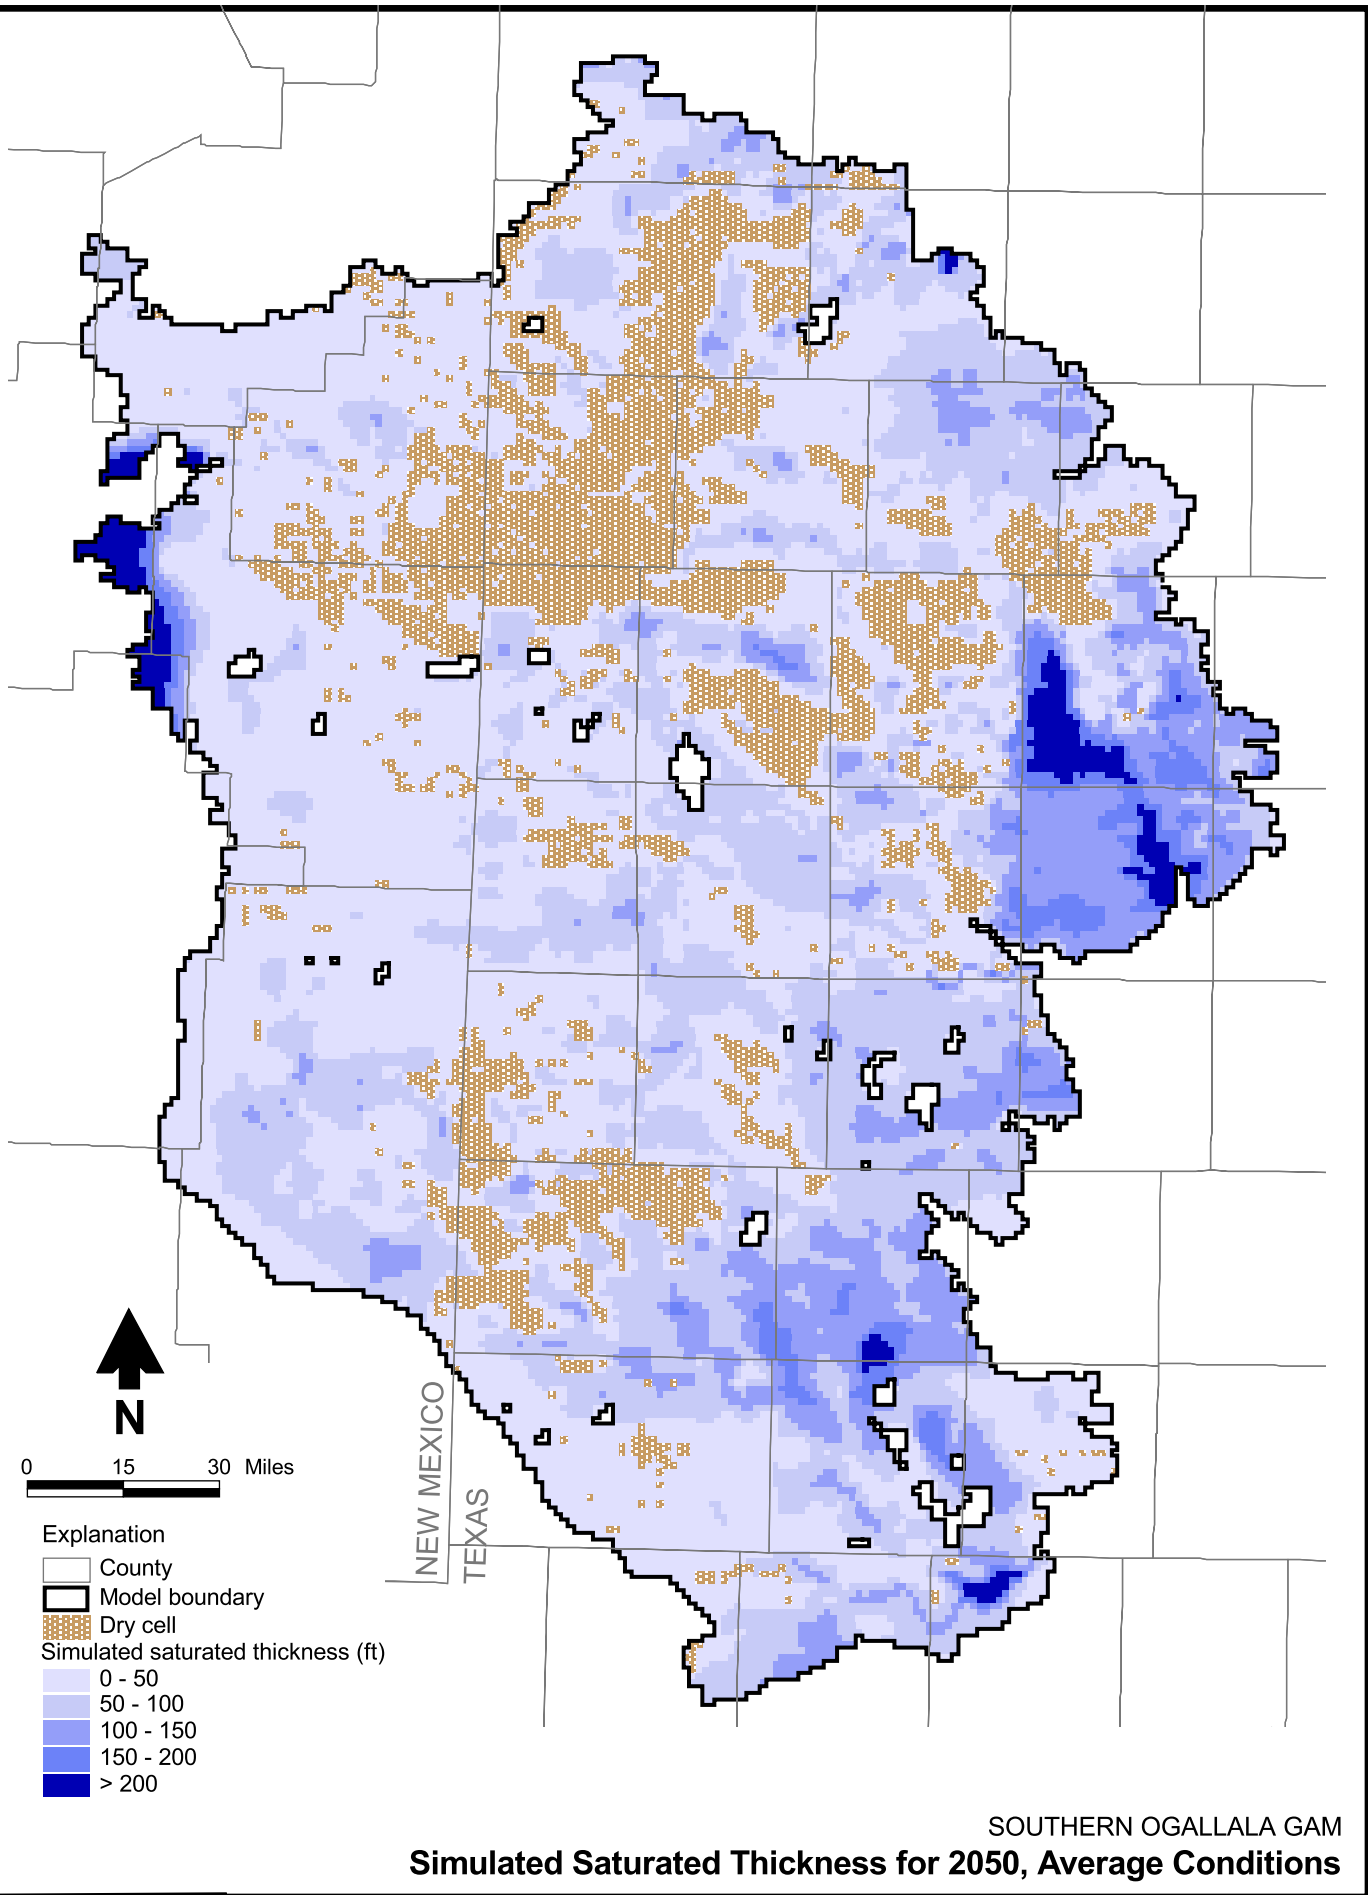 N
0 15 30 Miles
NEW MEXICO
TEXAS
Explanation
County
Model boundary
Dry cell
Simulated saturated thickness (ft)
0 - 50
50 - 100
100 - 150
150 - 200
> 200
SOUTHERN OGALLALA GAM
Simulated Saturated Thickness for 2050, Average Conditions